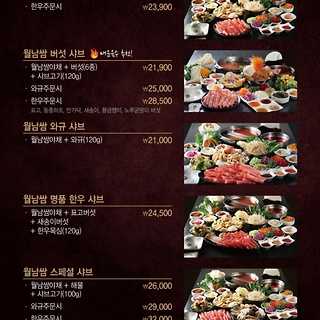 · 한우주문시 ₩23,900
월남쌈 버섯 샤브
· 월남쌈야채 + 버섯(6종) ₩21,900
+ 샤브고기(120g)
· 와규주문시 ₩25,000
· 한우주문시 ₩28,500
월남쌈 와규 샤브
· 월남쌈야채 + 와규(120g) ₩21,000
월남쌈 명품 한우 샤브
· 월남쌈야채 + 표고버섯 ₩24,500
+ 새송이버섯
+ 한우목심(120g)
월남쌈 스페셜 샤브
· 월남쌈야채 + 해물 ₩26,000
+ 샤브고기(100g)
· 와규주문시 ₩29,000